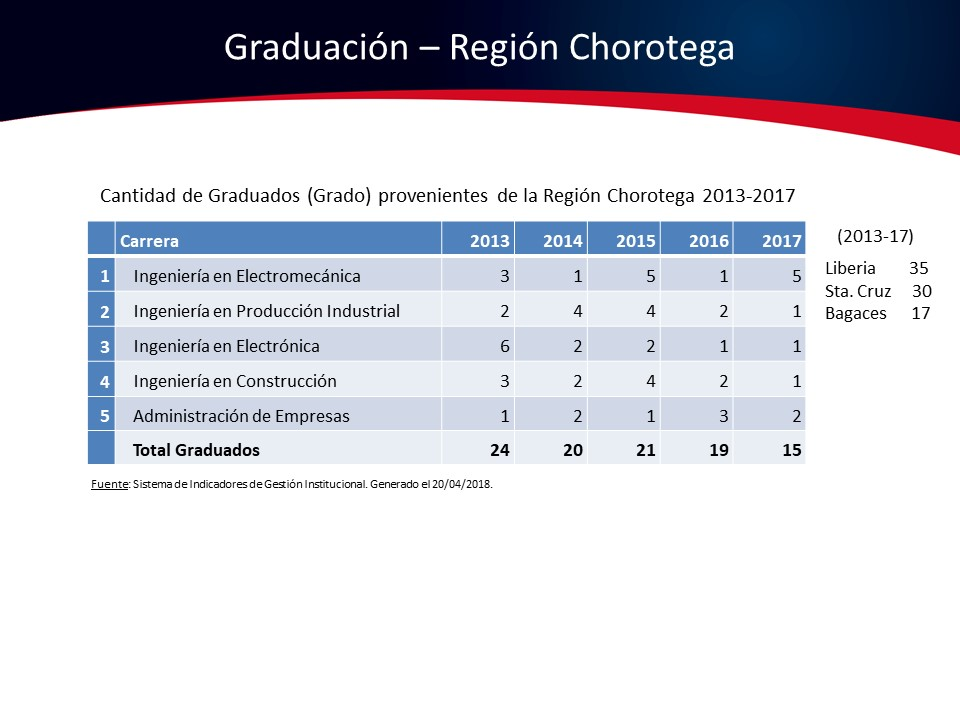 Graduación – Región Chorotega
Cantidad de Graduados (Grado) provenientes de la Región Chorotega 2013-2017
Carrera 2013 2014 2015 2016 2017
1 Ingeniería en Electromecánica 3 1 5 1 5
2 Ingeniería en Producción Industrial 2 4 4 2 1
3 Ingeniería en Electrónica 6 2 2 1 1
4 Ingeniería en Construcción 3 2 4 2 1
5 Administración de Empresas 1 2 1 3 2
Total Graduados 24 20 21 19 15
(2013-17)
Liberia 35
Sta. Cruz 30
Bagaces 17
Fuente: Sistema de Indicadores de Gestión Institucional. Generado el 20/04/2018.